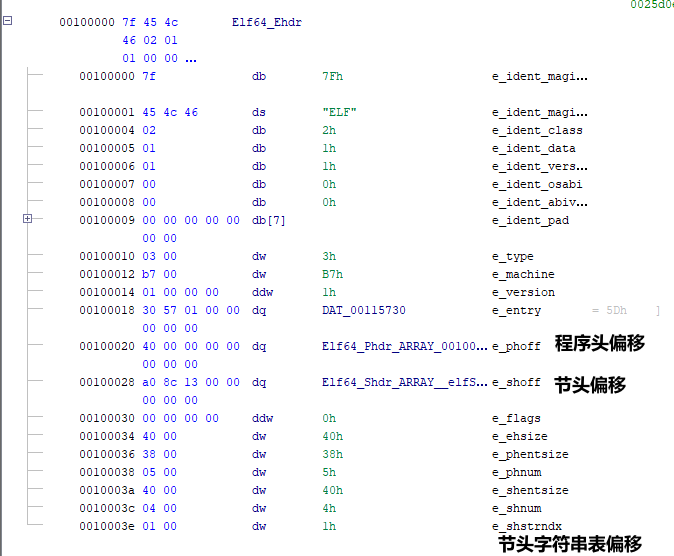 0025d0e
00100000 7f 45 4c Elf64_Ehdr
46 02 01
01 00 00 ...
00100000 7f db 7Fh e_ident_magi...
00100001 45 4c 46 ds "ELF" e_ident_magi...
00100004 02 db 2h e_ident_class
00100005 01 db 1h e_ident_data
00100006 01 db 1h e_ident_vers...
00100007 00 db 0h e_ident_osabi
00100008 00 db 0h e_ident_abiv...
00100009 00 00 00 00 00 db[7] e_ident_pad
00 00
00100010 03 00 dw 3h e_type
00100012 b7 00 dw B7h e_machine
00100014 01 00 00 00 ddw 1h e_version
00100018 30 57 01 00 00 dq DAT_00115730 e_entry = 5Dh ]
00 00 00
00100020 40 00 00 00 00 dq Elf64_Phdr_ARRAY_00100... e_phoff 程序头偏移
00 00 00
00100028 a0 8c 13 00 00 dq Elf64_Shdr_ARRAY__elfS... e_shoff 节头偏移
00 00 00
00100030 00 00 00 00 ddw 0h e_flags
00100034 40 00 dw 40h e_ehsize
00100036 38 00 dw 38h e_phentsize
00100038 05 00 dw 5h e_phnum
0010003a 40 00 dw 40h e_shentsize
0010003c 04 00 dw 4h e_shnum
0010003e 01 00 dw 1h e_shstrndx
节头字符串表偏移